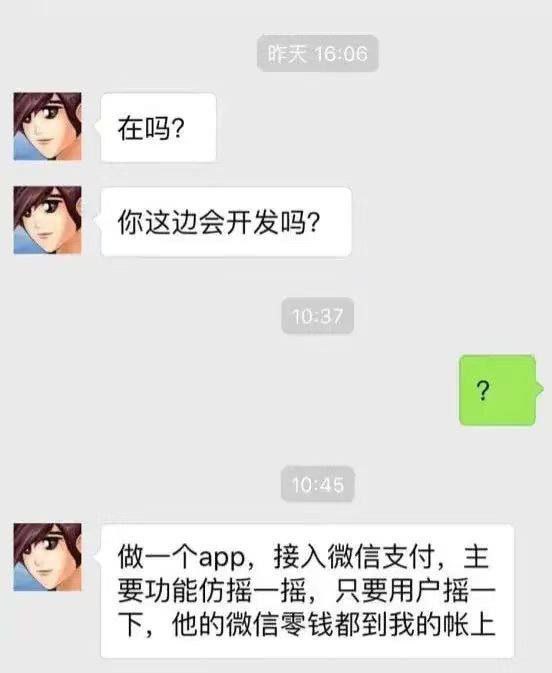 昨天 16:06
在吗？
你这边会开发吗？
10:37
？
10:45
做一个app，接入微信支付，主
要功能仿摇一摇，只要用户摇一
下，他的微信零钱都到我的帐上